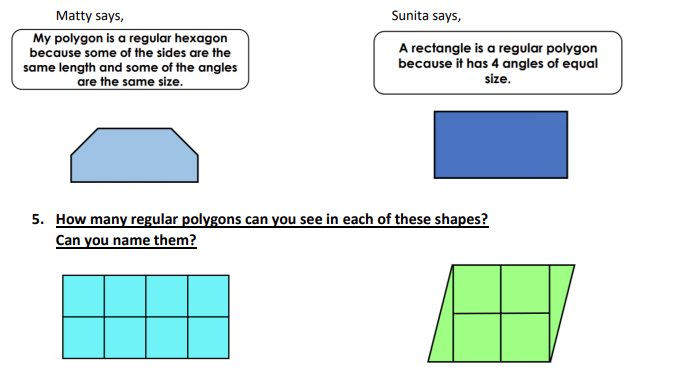 Matty says,
My polygon is a regular hexagon
because some of the sides are the
same length and some of the angles
are the same size.
Sunita says,
A rectangle is a regular polygon
because it has 4 angles of equal
size.
5. How many regular polygons can you see in each of these shapes?
Can you name them?